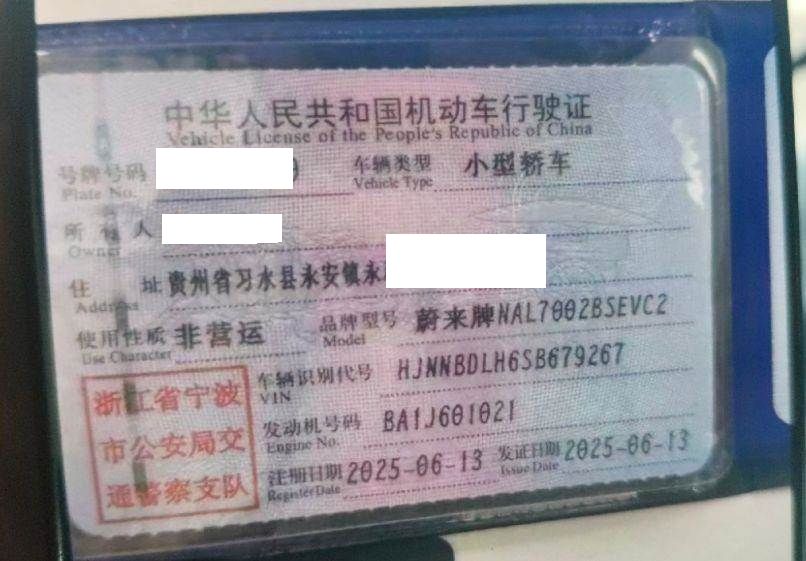 中华人民共和国机动车行驶证
Vehicle License of the People's Republic of China
号牌号码 车辆类型 小型轿车
Plate No. Vehicle Type
所有人
Owner
住址 贵州省习水县永安镇永
Address
使用性质 非营运 品牌型号 蔚来牌NAL7002BSEVC2
Use Character Model
车辆识别代号 HJNNBDLH6SB679267
VIN
发动机号码 BA1J601021
Engine No.
注册日期 2025-06-13 发证日期 2025-06-13
Register Date Issue Date
浙江省宁波
市公安局交
通警察支队